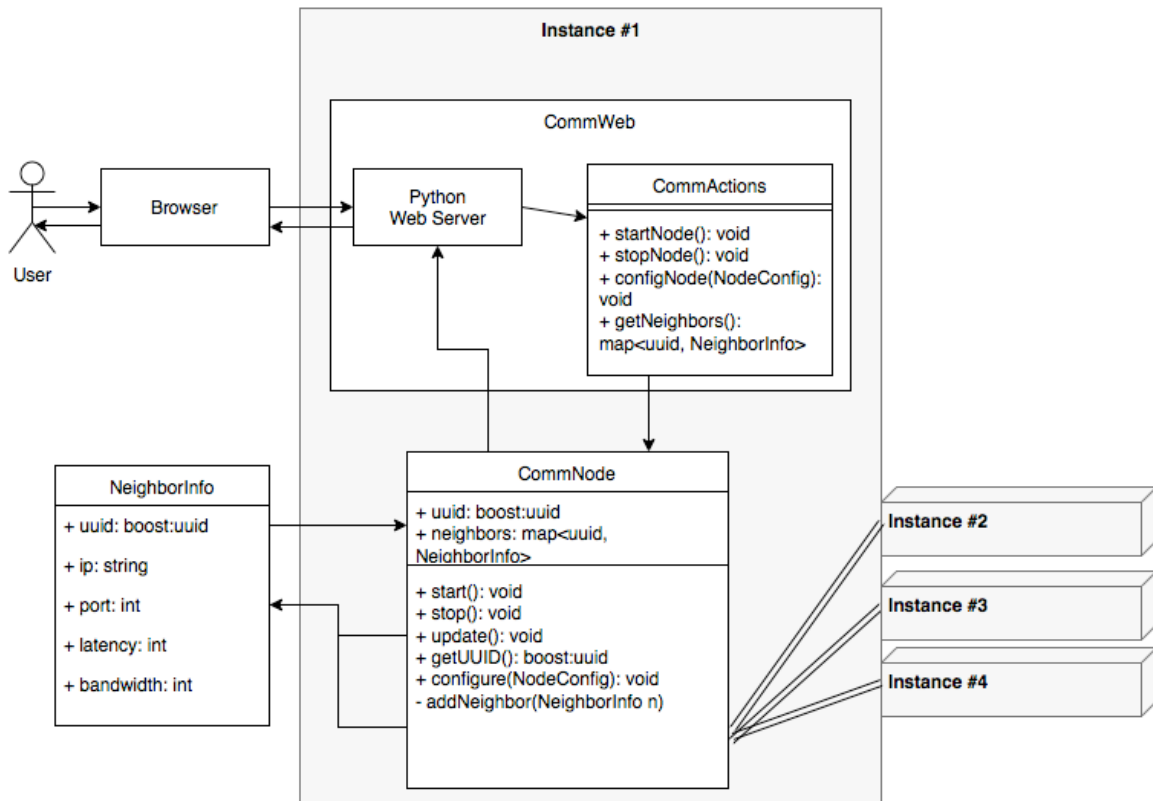 Instance #1
CommWeb
Browser
Python
Web Server
CommActions
+ startNode(): void
+ stopNode(): void
+ configNode(NodeConfig):
void
+ getNeighbors():
map<uuid, NeighborInfo>
User
NeighborInfo
+ uuid: boost:uuid
+ ip: string
+ port: int
+ latency: int
+ bandwidth: int
CommNode
+ uuid: boost:uuid
+ neighbors: map<uuid,
NeighborInfo>
+ start(): void
+ stop(): void
+ update(): void
+ getUUID(): boost:uuid
+ configure(NodeConfig): void
- addNeighbor(NeighborInfo n)
Instance #2
Instance #3
Instance #4